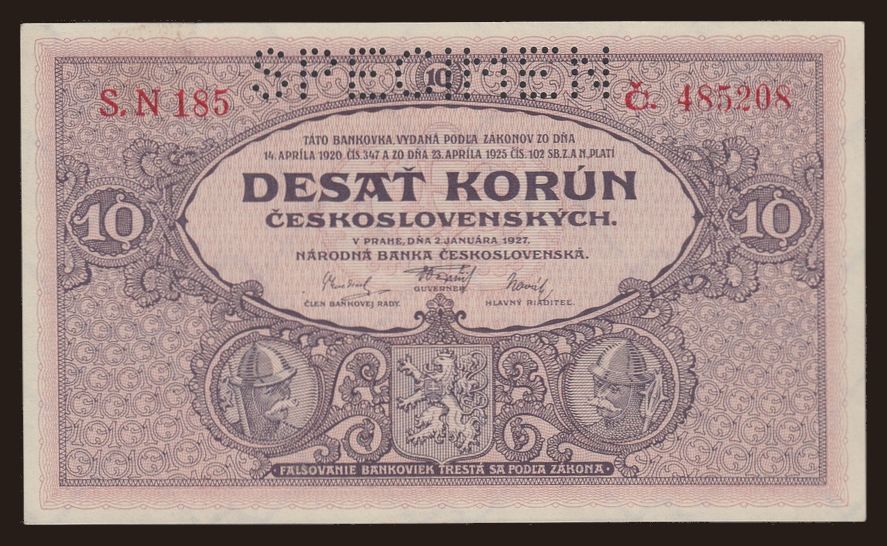 SPECIMEN
10
S.N 185 Č. 485208
TÁTO BANKOVKA, VYDANÁ PODĽA ZÁKONOV ZO DŇA
14. APRÍLA 1920 ČÍS. 347 A ZO DŇA 23. APRÍLA 1925 ČÍS. 102 SB. Z. A N., PLATÍ
DESAŤ KORÚN
ČESKOSLOVENSKÝCH.
10 10
V PRAHE, DŇA 2. JANUÁRA 1927.
NÁRODNÁ BANKA ČESKOSLOVENSKÁ.
GUVERNER
ČLEN BANKOVEJ RADY. HLAVNÝ RIADITEĽ.
FALŠOVANIE BANKOVIEK TRESTÁ SA PODĽA ZÁKONA